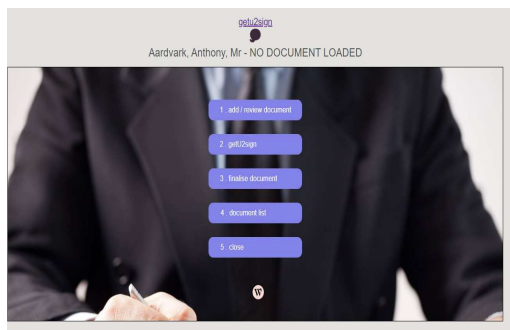 getu2sign
Aardvark, Anthony, Mr - NO DOCUMENT LOADED
1 . add / review document
2 . getU2sign
3 . finalise document
4 . document list
5 . close
W